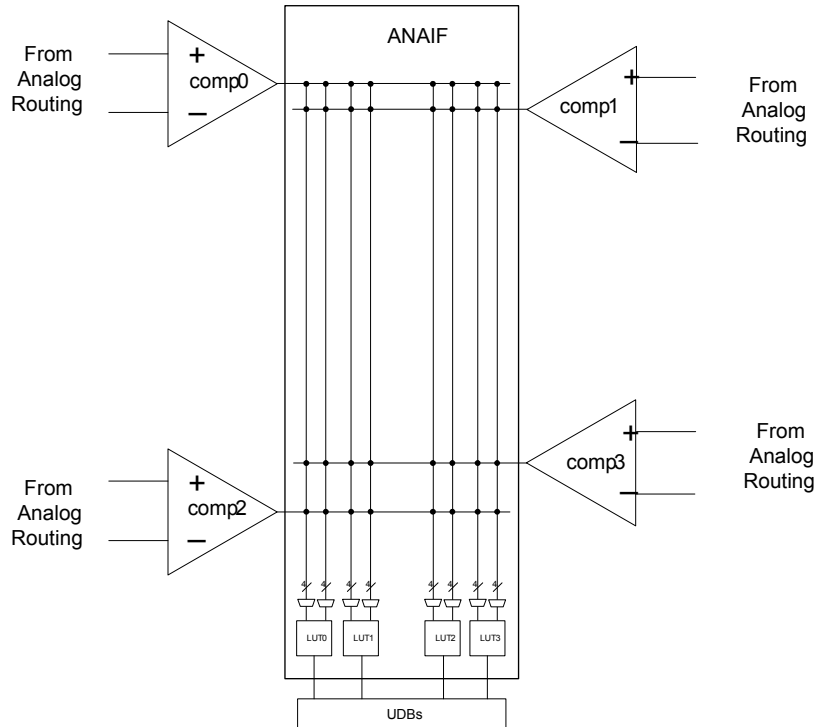 ANAIF
From
Analog
Routing
+
comp0
−
From
Analog
Routing
+
comp1
−
From
Analog
Routing
+
comp2
−
From
Analog
Routing
+
comp3
−
4 4 4 4 4 4 4 4
LUT0 LUT1 LUT2 LUT3
UDBs